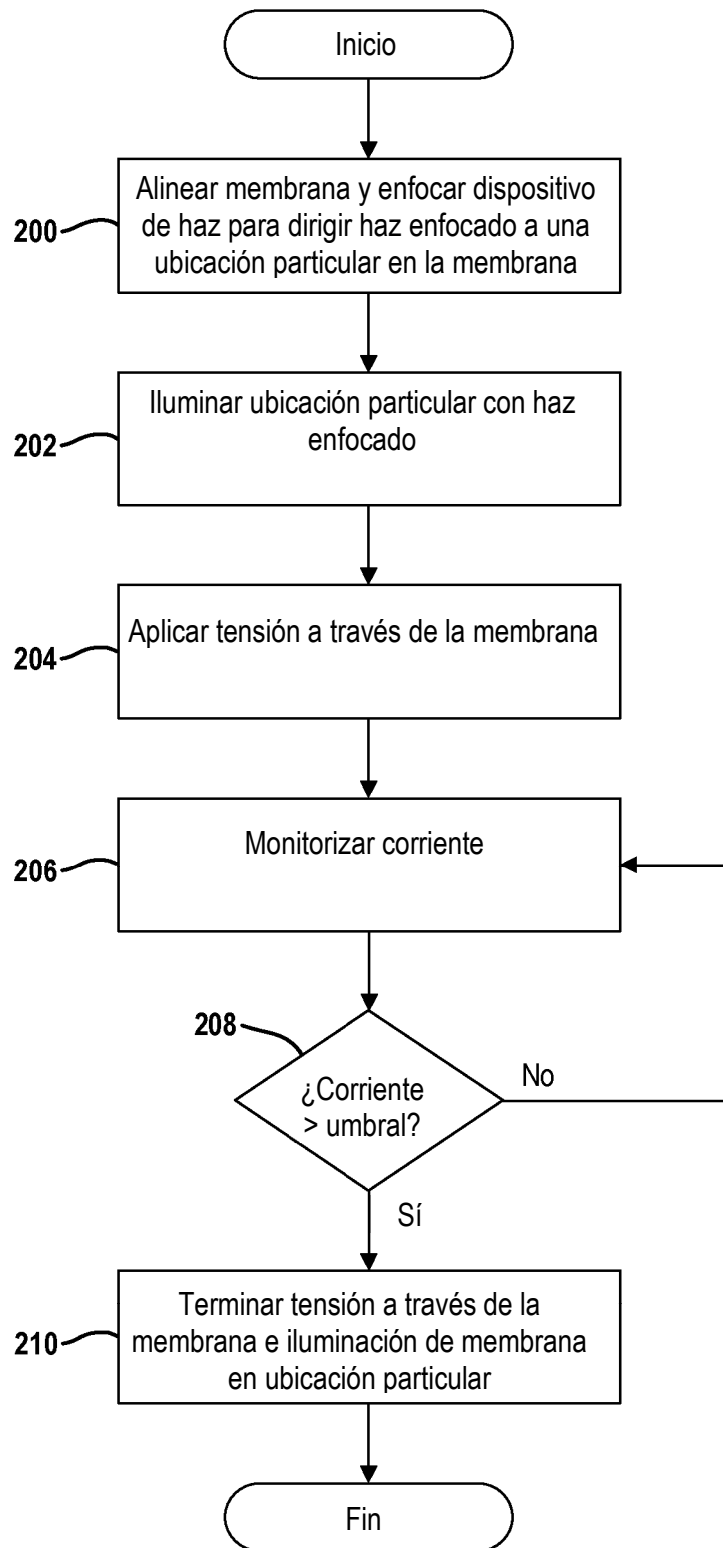 Inicio
200
Alinear membrana y enfocar dispositivo
de haz para dirigir haz enfocado a una
ubicación particular en la membrana
202
Iluminar ubicación particular con haz
enfocado
204
Aplicar tensión a través de la membrana
206
Monitorizar corriente
208
¿Corriente
> umbral?
No
Sí
210
Terminar tensión a través de la
membrana e iluminación de membrana
en ubicación particular
Fin